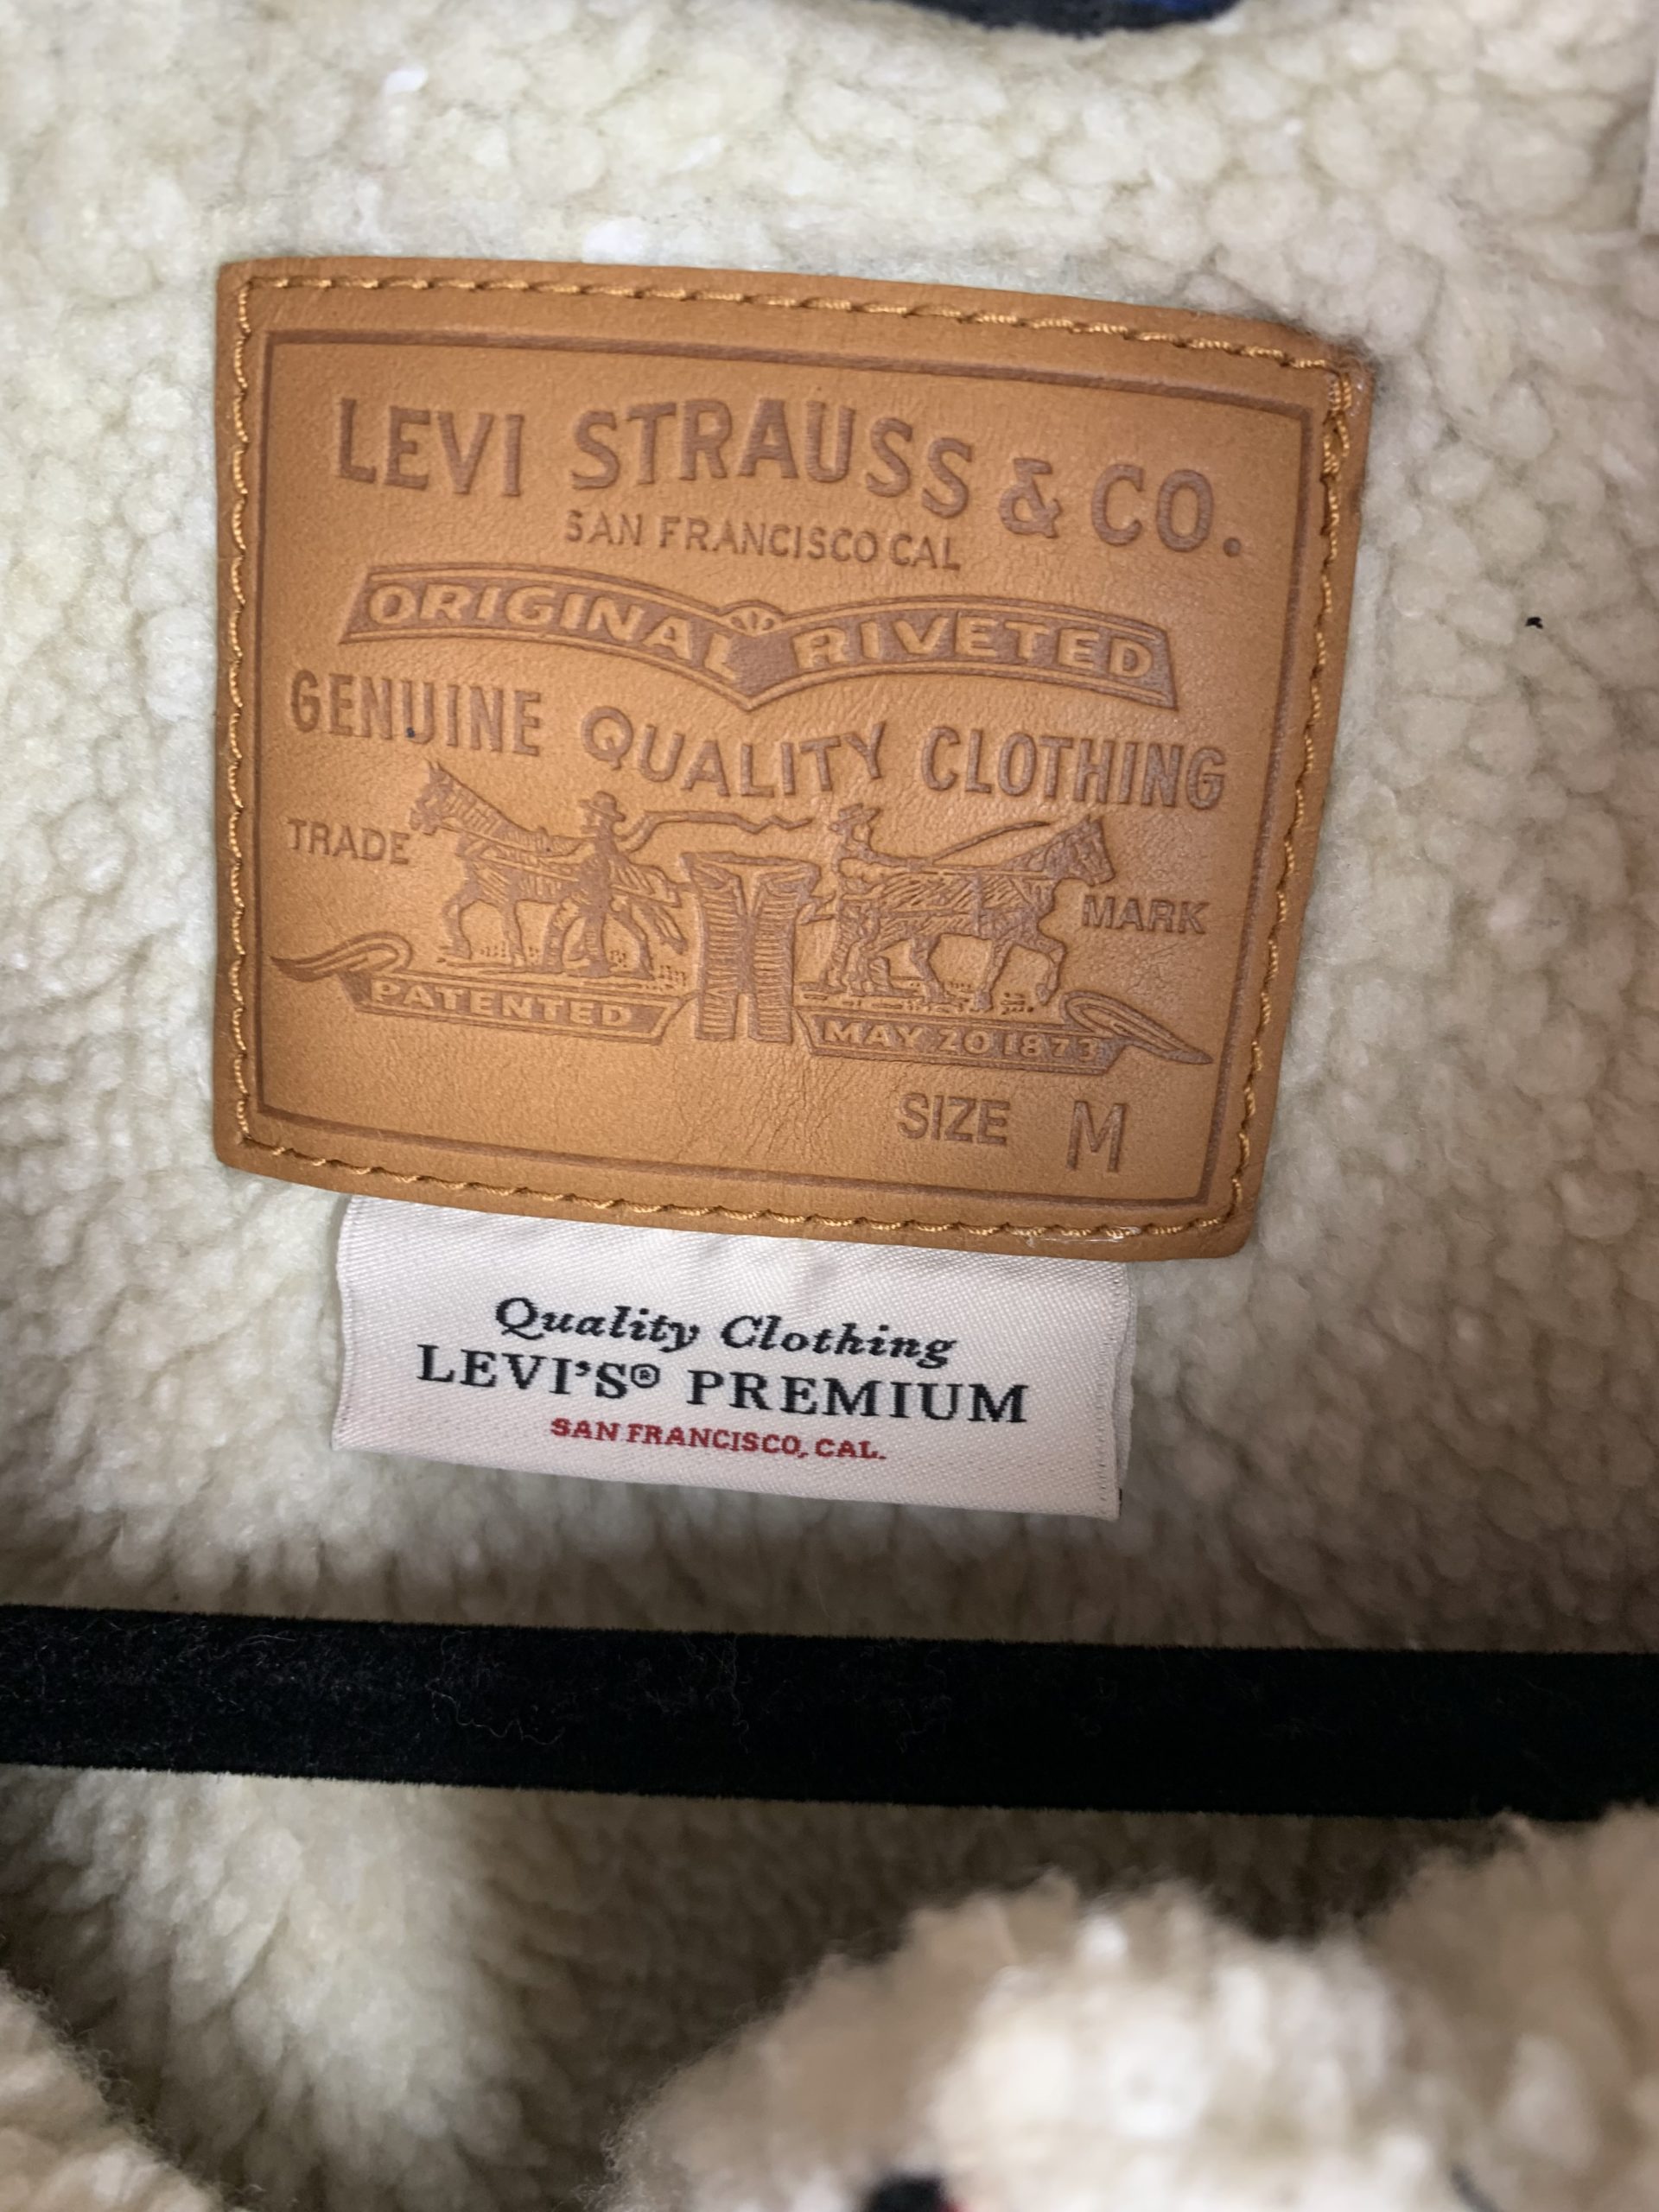 LEVI STRAUSS & CO.
SAN FRANCISCO CAL
ORIGINAL RIVETED
GENUINE QUALITY CLOTHING
TRADE MARK
PATENTED MAY 20 1873
SIZE M
Quality Clothing
LEVI'S® PREMIUM
SAN FRANCISCO, CAL.